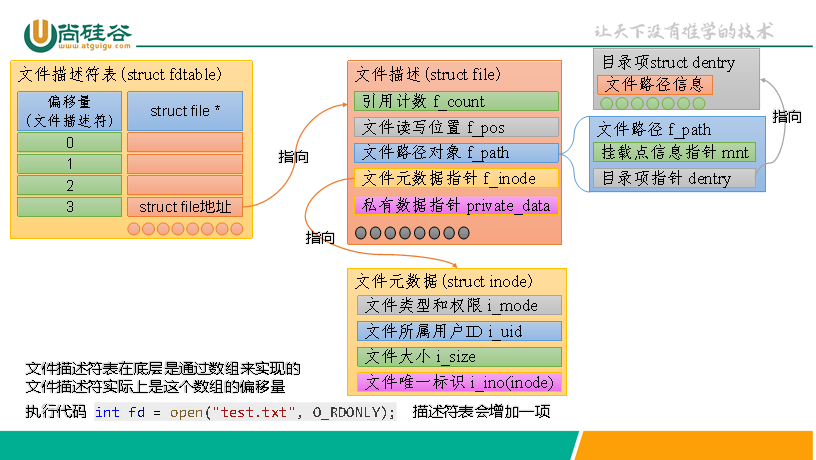 尚硅谷
www.atguigu.com
让天下没有难学的技术
文件描述符表(struct fdtable)
偏移量
(文件描述符)
struct file *
0
1
2
3
struct file地址
指向
文件描述(struct file)
引用计数 f_count
文件读写位置 f_pos
文件路径对象 f_path
文件元数据指针 f_inode
私有数据指针 private_data
指向
目录项struct dentry
文件路径信息
指向
文件路径 f_path
挂载点信息指针 mnt
目录项指针 dentry
文件元数据(struct inode)
文件类型和权限 i_mode
文件所属用户ID i_uid
文件大小 i_size
文件唯一标识 i_ino(inode)
文件描述符表在底层是通过数组来实现的
文件描述符实际上是这个数组的偏移量
执行代码 int fd = open("test.txt", O_RDONLY); 描述符表会增加一项